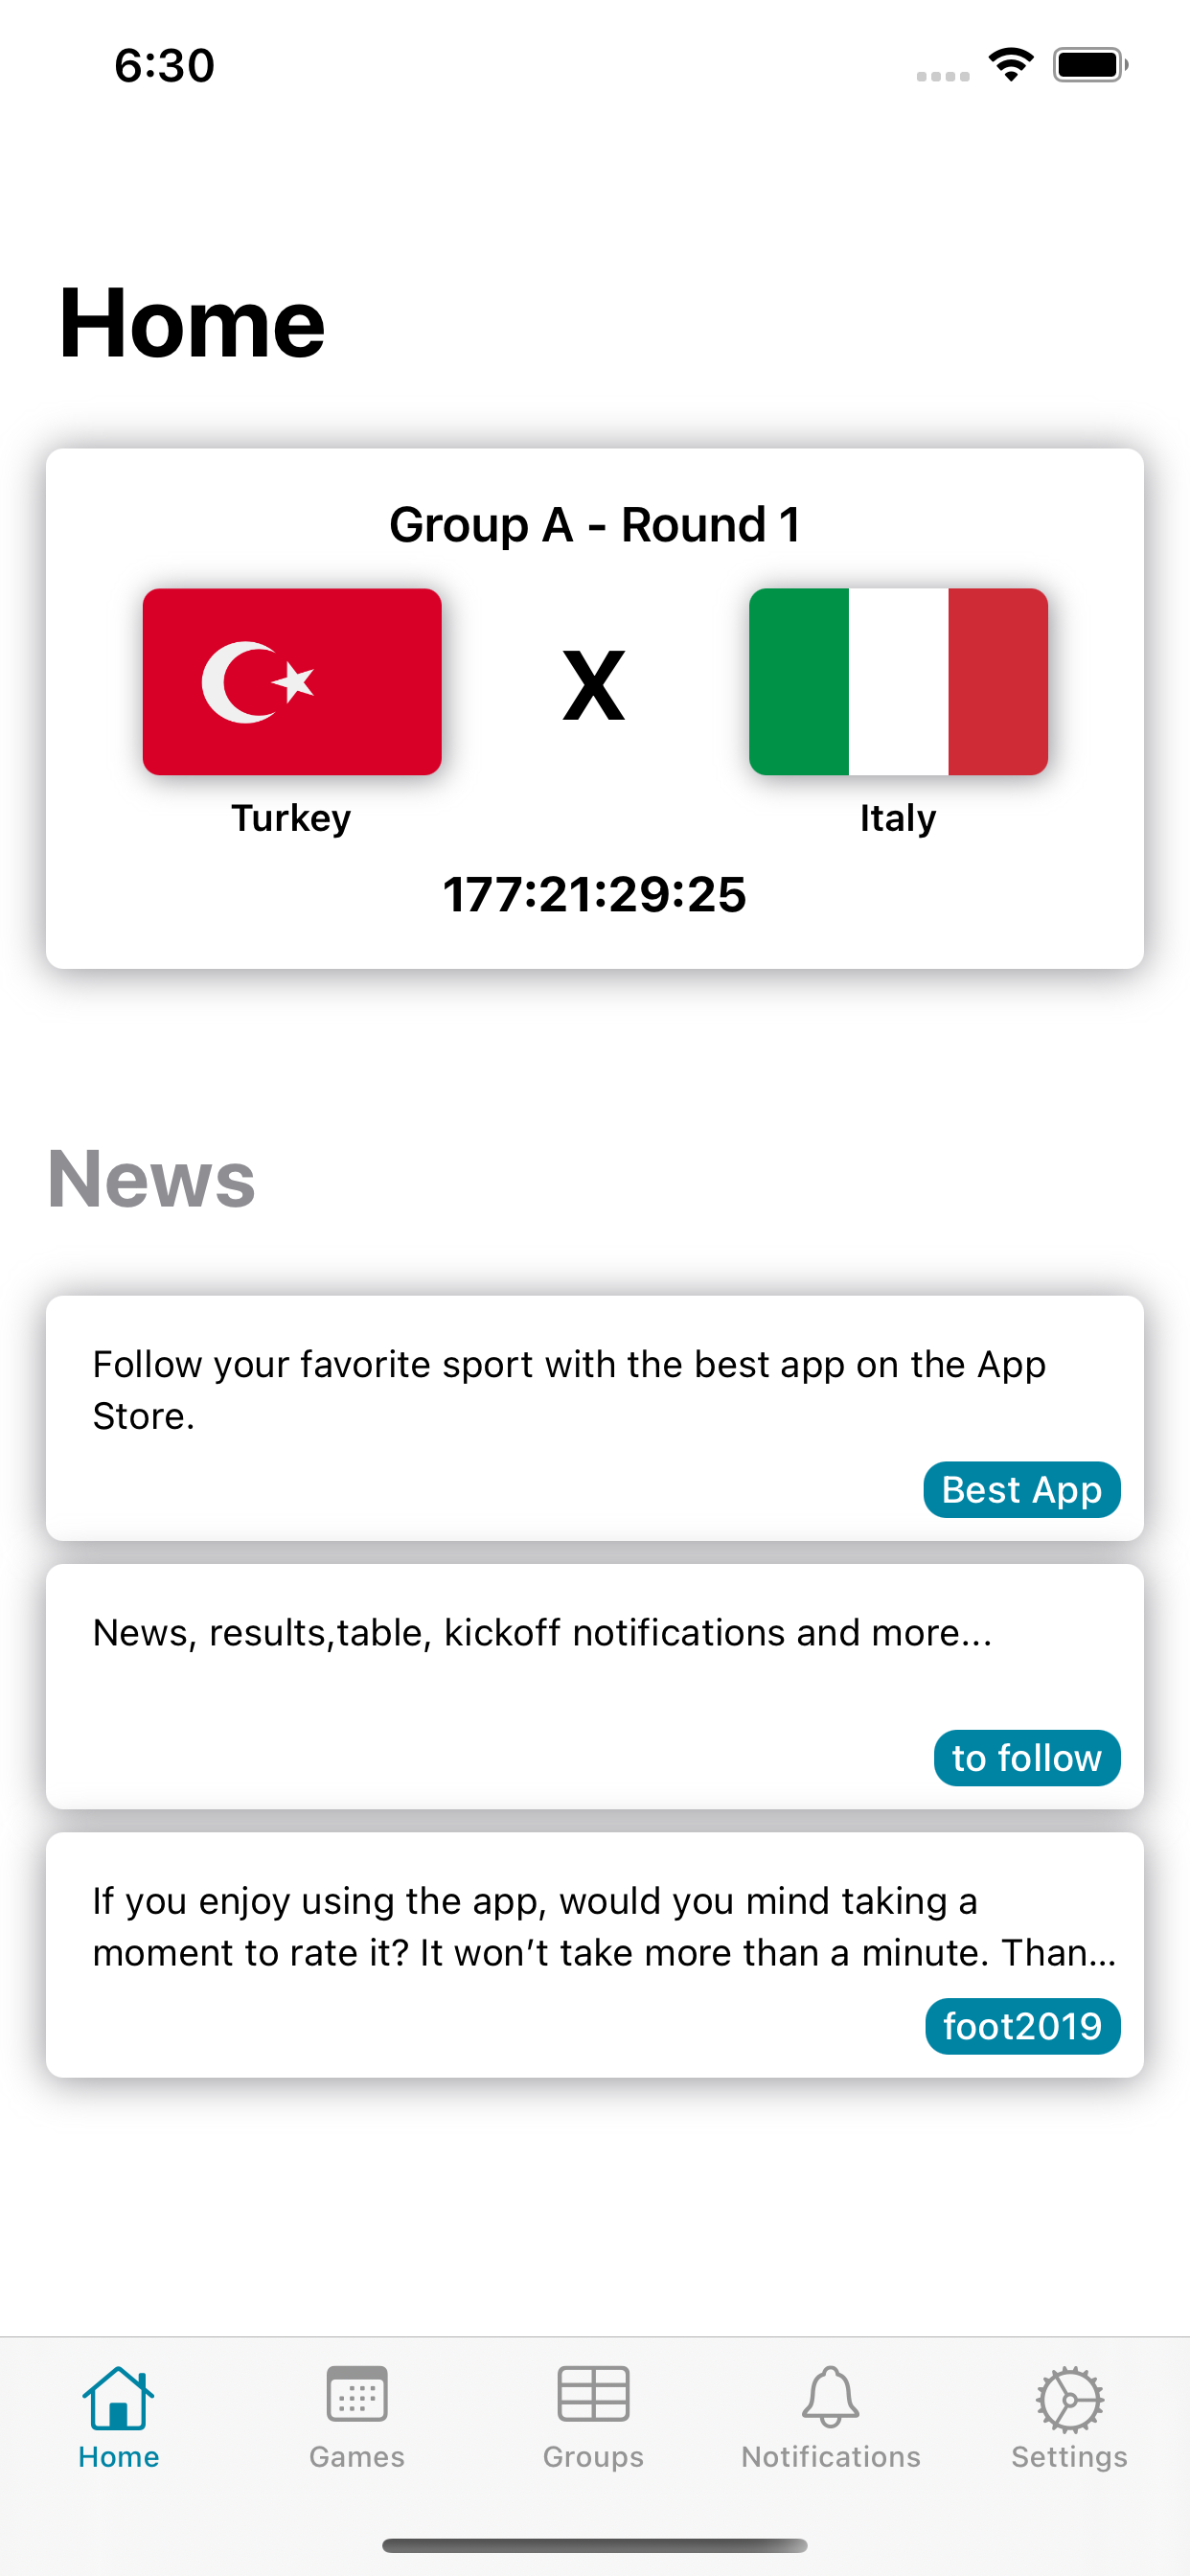 6:30
Home
Group A - Round 1
X
Turkey
Italy
177:21:29:25
News
Follow your favorite sport with the best app on the App
Store.
Best App
News, results,table, kickoff notifications and more...
to follow
If you enjoy using the app, would you mind taking a
moment to rate it? It won’t take more than a minute. Than...
foot2019
Home
Games
Groups
Notifications
Settings